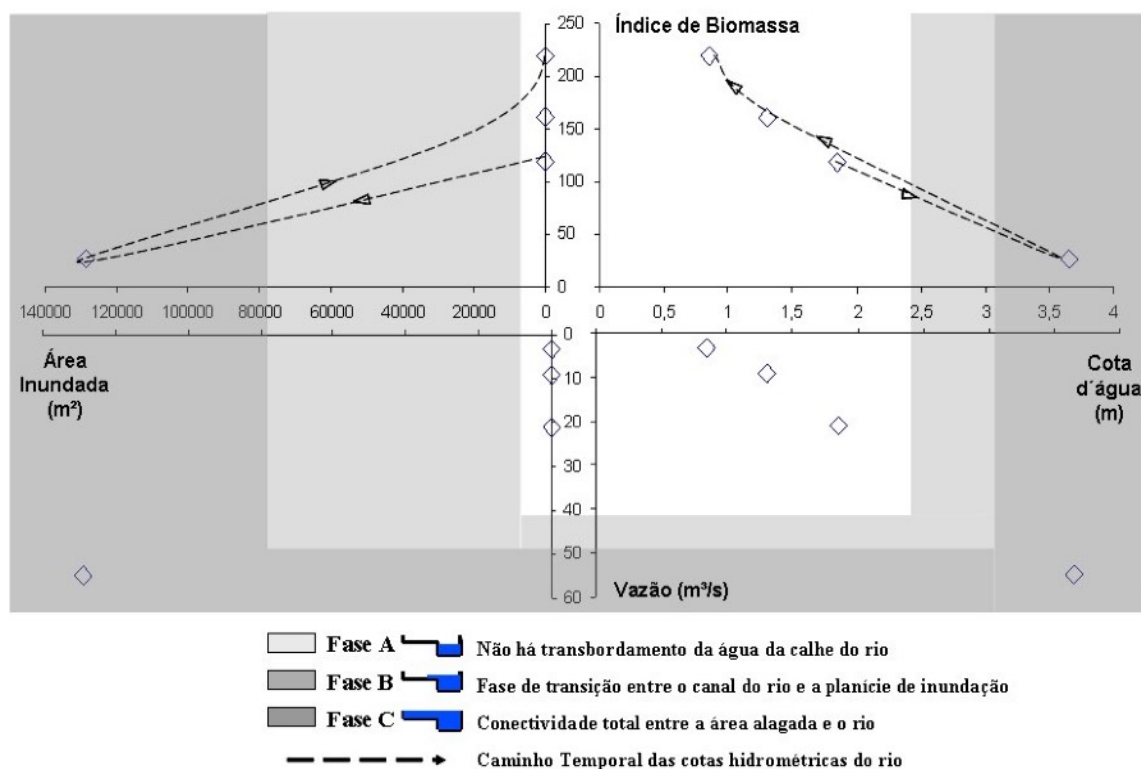 250
Índice de Biomassa
200
150
100
50
0
140000 120000 100000 80000 60000 40000 20000 0
0 0,5 1 1,5 2 2,5 3 3,5 4
Área
Inundada
(m²)
Cota
d´água
(m)
0
10
20
30
40
50
60
Vazão (m³/s)
Fase A Não há transbordamento da água da calhe do rio
Fase B Fase de transição entre o canal do rio e a planície de inundação
Fase C Conectividade total entre a área alagada e o rio
Caminho Temporal das cotas hidrométricas do rio